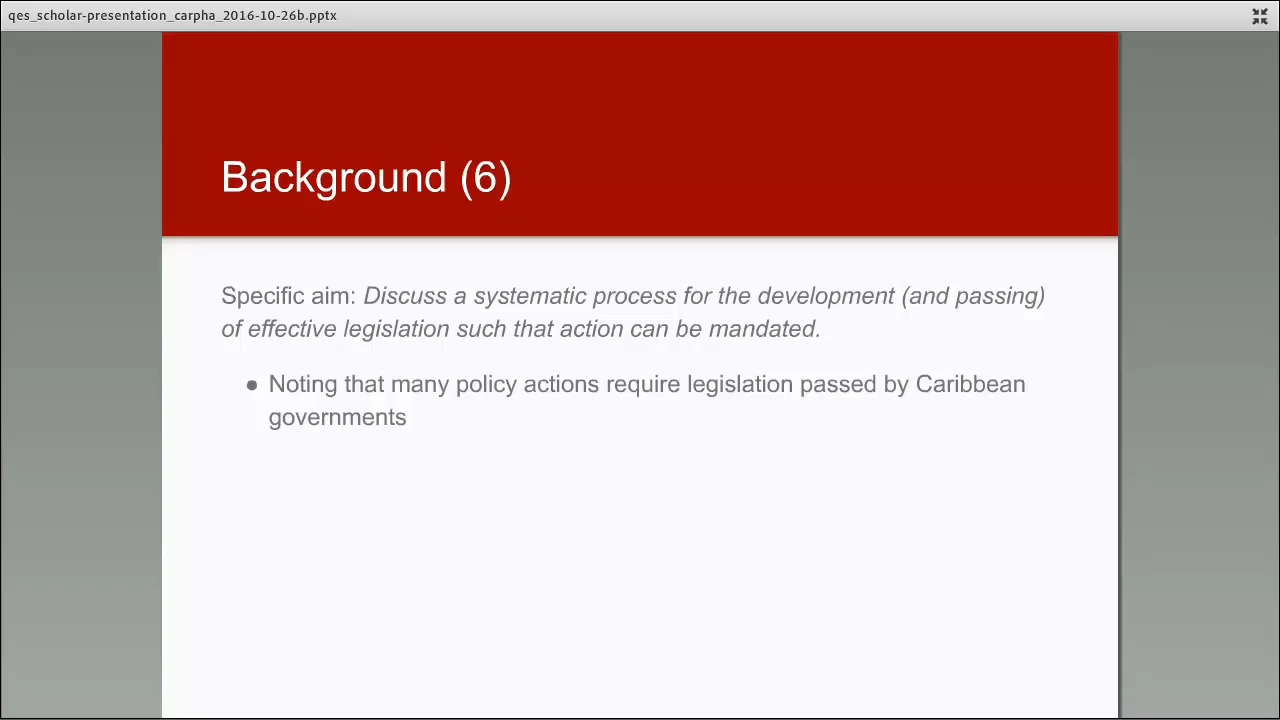 qes_scholar-presentation_carpha_2016-10-26b.pptx
Background (6)
Specific aim: Discuss a systematic process for the development (and passing)
of effective legislation such that action can be mandated.
● Noting that many policy actions require legislation passed by Caribbean
governments